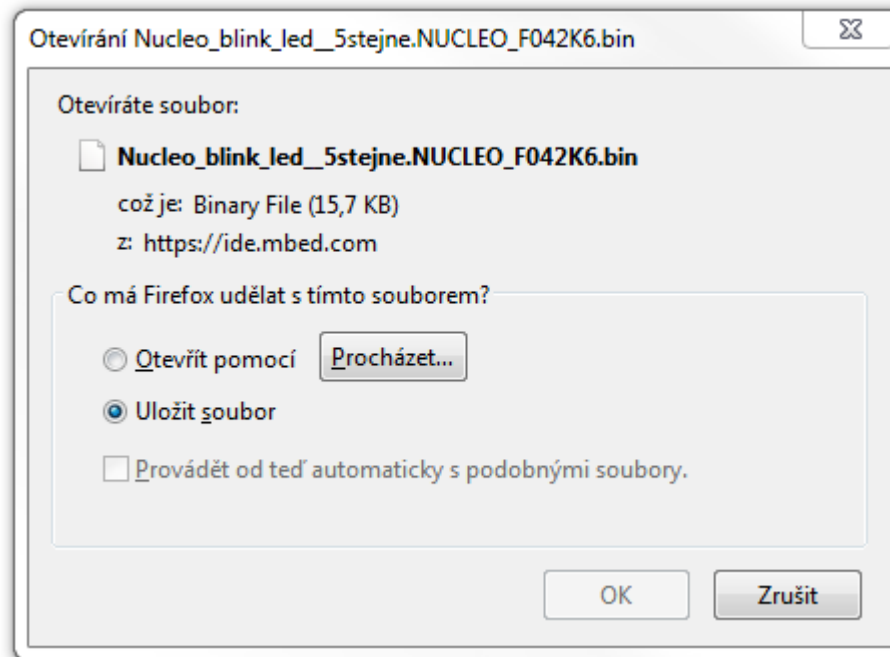 Otevírání Nucleo_blink_led__5stejne.NUCLEO_F042K6.bin
Otevíráte soubor:
Nucleo_blink_led__5stejne.NUCLEO_F042K6.bin
což je: Binary File (15,7 KB)
z: https://ide.mbed.com
Co má Firefox udělat s tímto souborem?
Otevřít pomocí Procházet...
Uložit soubor
Provádět od teď automaticky s podobnými soubory.
OK Zrušit